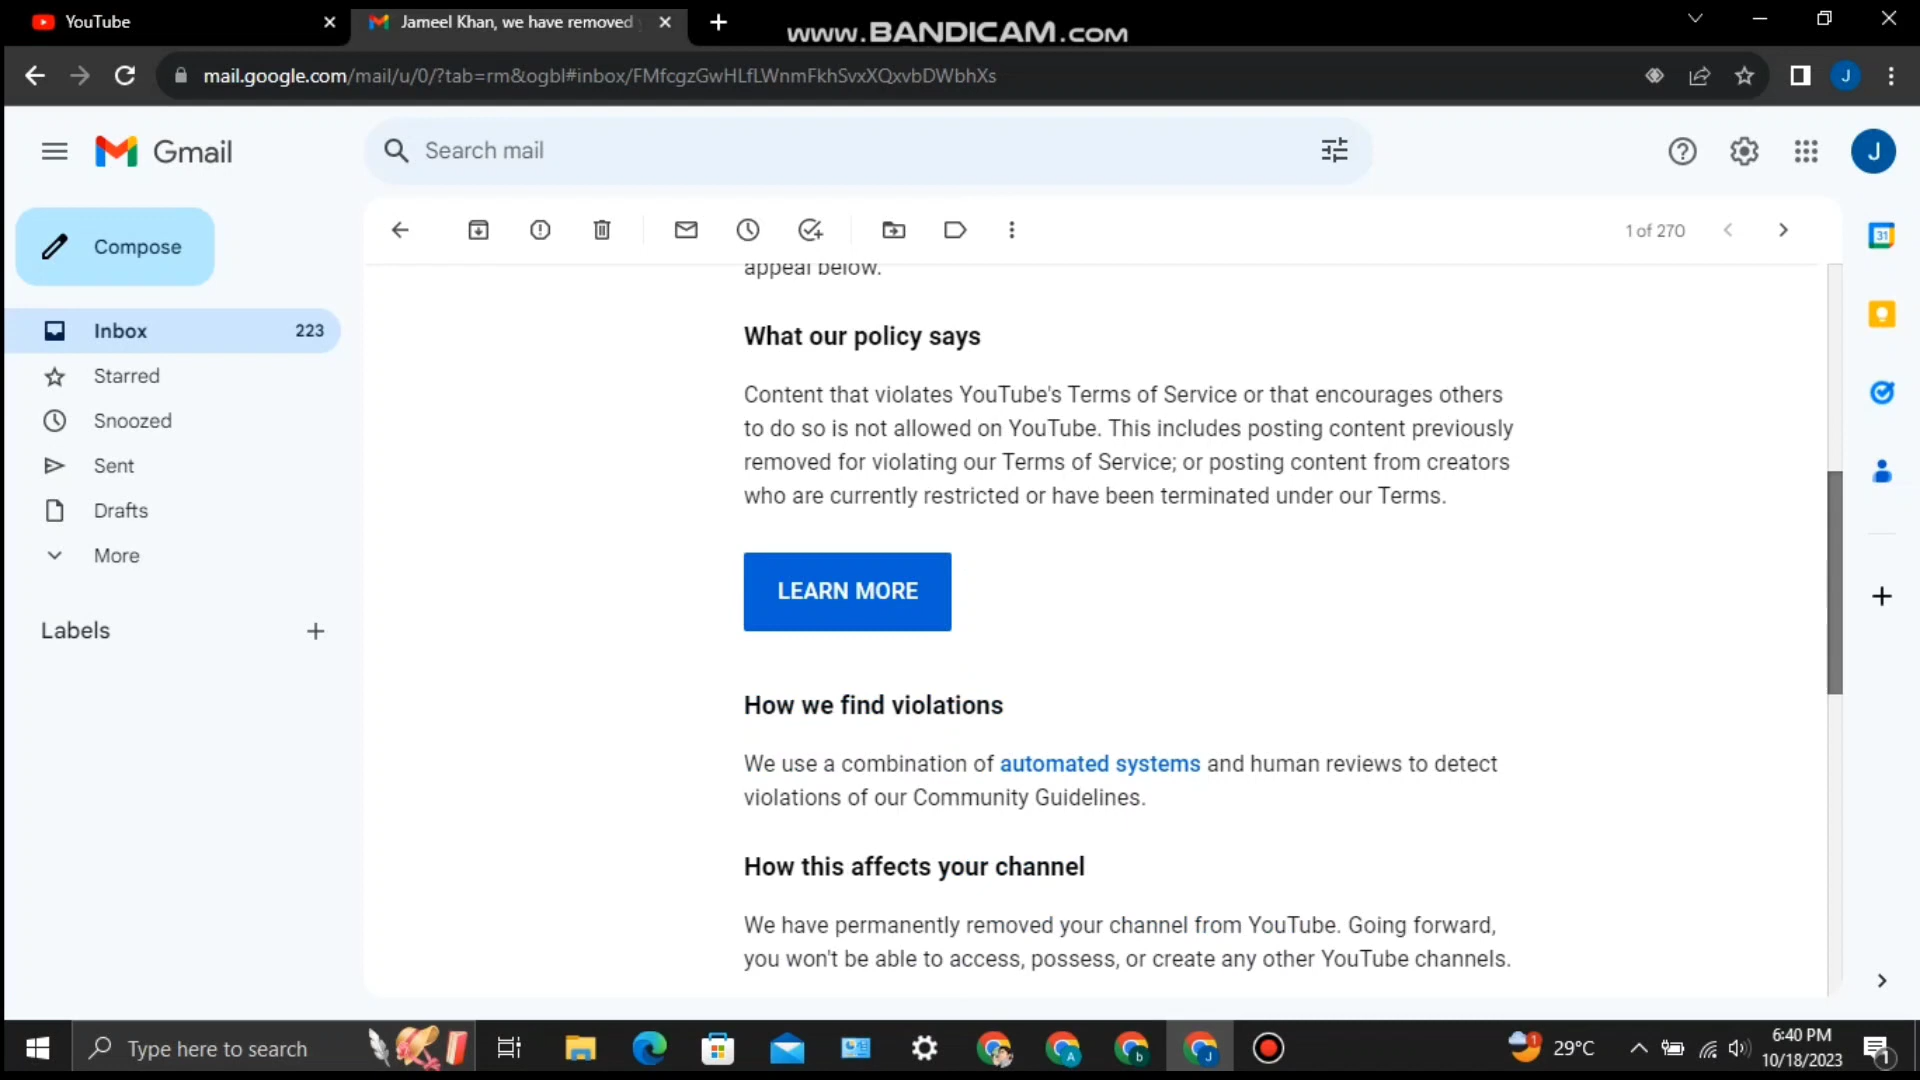 YouTube
Jameel Khan, we have removed
www.BANDICAM.com
mail.google.com/mail/u/0/?tab=rm&ogbl#inbox/FMfcgzGwHLfLWnmFkhSvxXQxvbDWbhXs
J
Gmail
Search mail
J
Compose
1 of 270
31
appeal below.
Inbox
223
What our policy says
Starred
Content that violates YouTube's Terms of Service or that encourages others
Snoozed
to do so is not allowed on YouTube. This includes posting content previously
Sent
removed for violating our Terms of Service; or posting content from creators
Drafts
who are currently restricted or have been terminated under our Terms.
More
LEARN MORE
Labels
How we find violations
We use a combination of automated systems and human reviews to detect
violations of our Community Guidelines.
How this affects your channel
We have permanently removed your channel from YouTube. Going forward,
you won't be able to access, possess, or create any other YouTube channels.
Type here to search
A
b
J
1
29°C
6:40 PM
10/18/2023
1